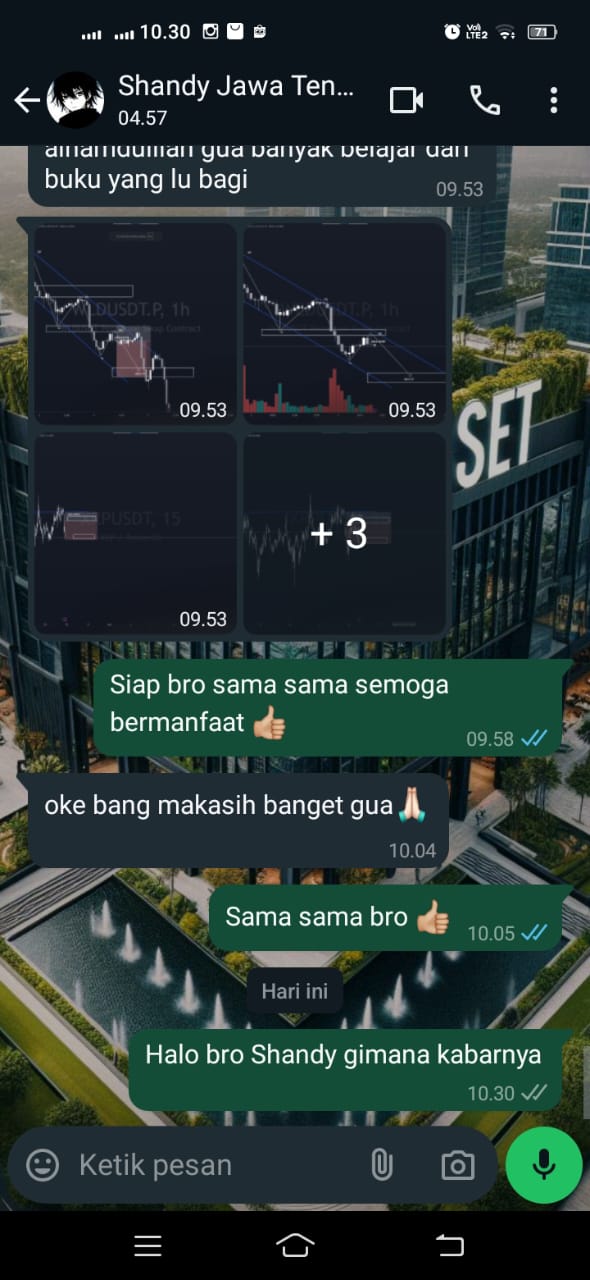 10.30
Voll
LTE2
71
Shandy Jawa Ten...
04.57
alhamdulillah gua banyak belajar dari
buku yang lu bagi
09.53
WLDUSDT.P, 1h
09.53
DT.P, 1h
09.53
PUSDT, 15
09.53
+ 3
SET
Siap bro sama sama semoga
bermanfaat 👍
09.58
oke bang makasih banget gua🙏
10.04
Sama sama bro 👍
10.05
Hari ini
Halo bro Shandy gimana kabarnya
10.30
Ketik pesan